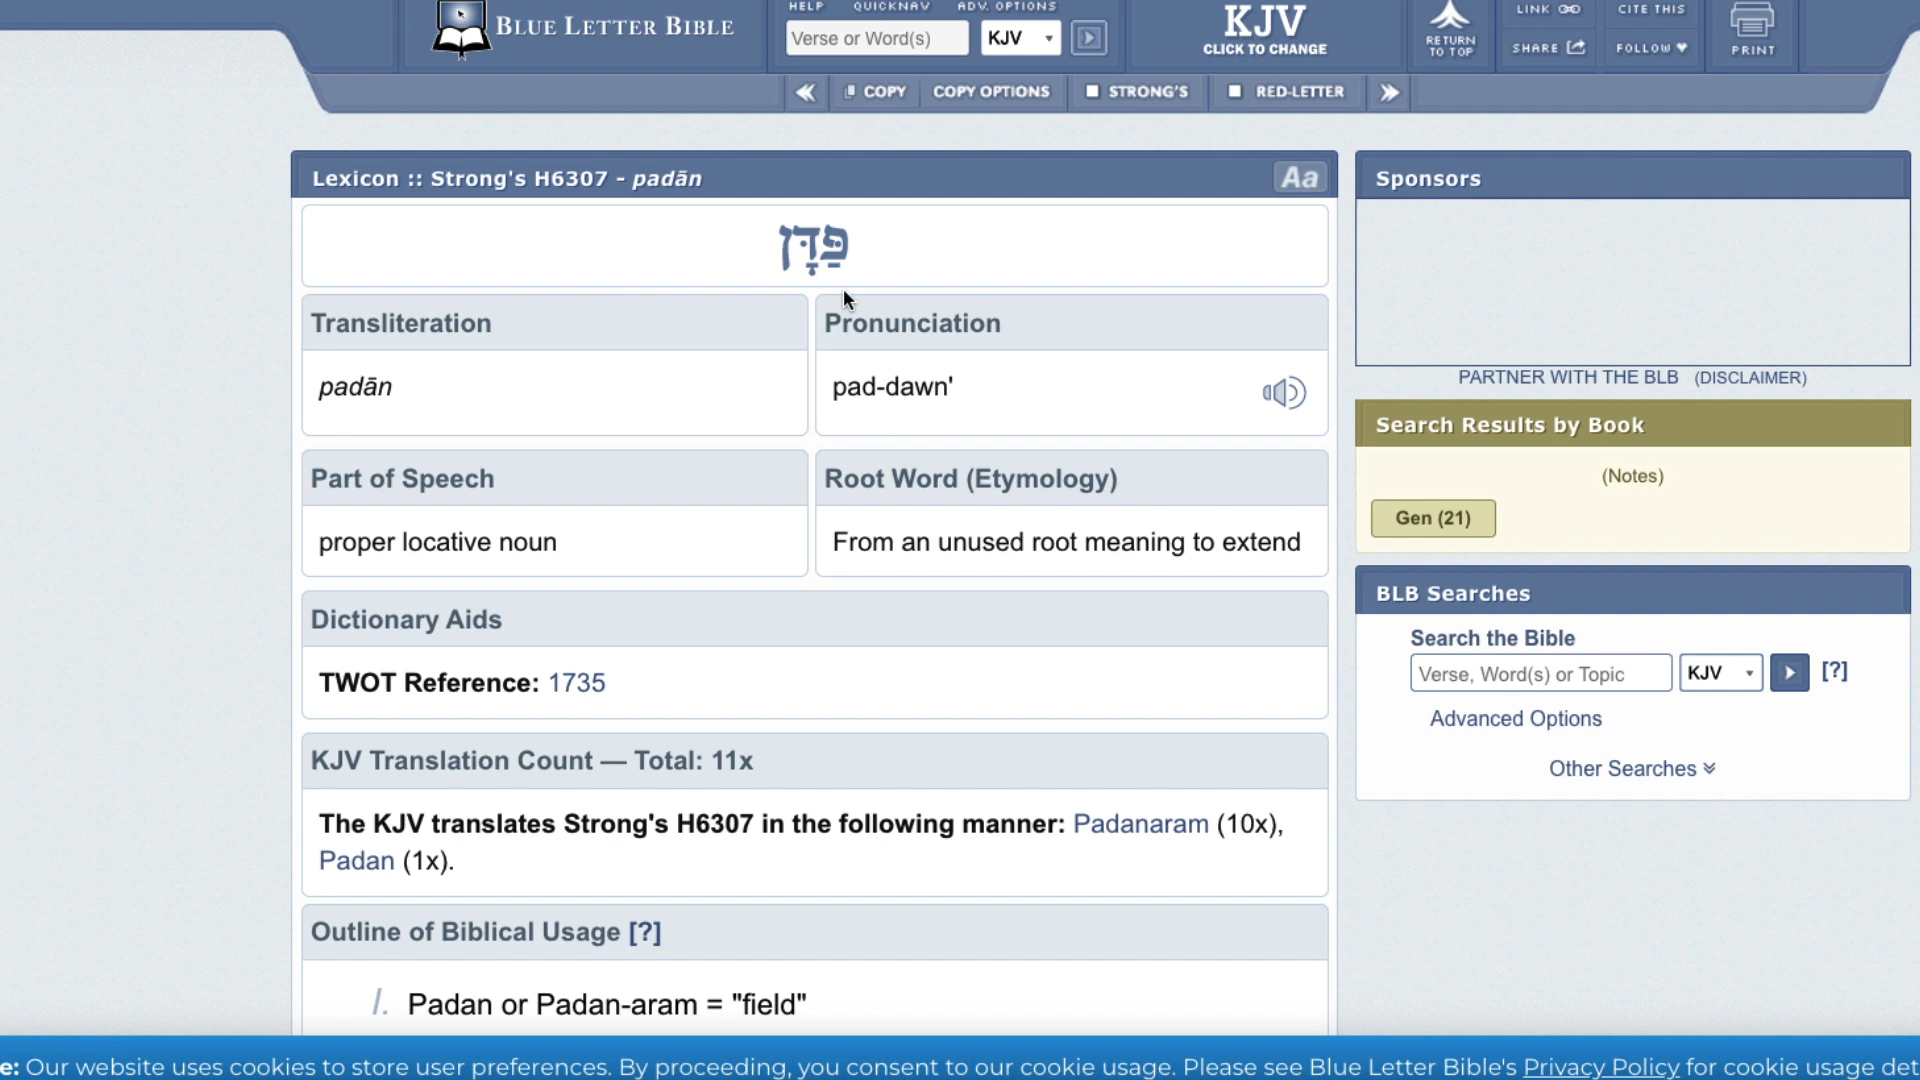 HELP QUICKNAV ADV. OPTIONS
BLUE LETTER BIBLE
Verse or Word(s) KJV
KJV
CLICK TO CHANGE
RETURN
TO TOP
LINK CITE THIS
SHARE FOLLOW
PRINT
COPY COPY OPTIONS STRONG'S RED-LETTER
Lexicon :: Strong's H6307 - padān
Aa
פַּדָּן
Transliteration
padān
Pronunciation
pad-dawn'
Part of Speech
proper locative noun
Root Word (Etymology)
From an unused root meaning to extend
Dictionary Aids
TWOT Reference: 1735
KJV Translation Count — Total: 11x
The KJV translates Strong's H6307 in the following manner: Padanaram (10x),
Padan (1x).
Outline of Biblical Usage [?]
I. Padan or Padan-aram = "field"
Sponsors
PARTNER WITH THE BLB (DISCLAIMER)
Search Results by Book
(Notes)
Gen (21)
BLB Searches
Search the Bible
Verse, Word(s) or Topic KJV [?]
Advanced Options
Other Searches
e: Our website uses cookies to store user preferences. By proceeding, you consent to our cookie usage. Please see Blue Letter Bible's Privacy Policy for cookie usage det